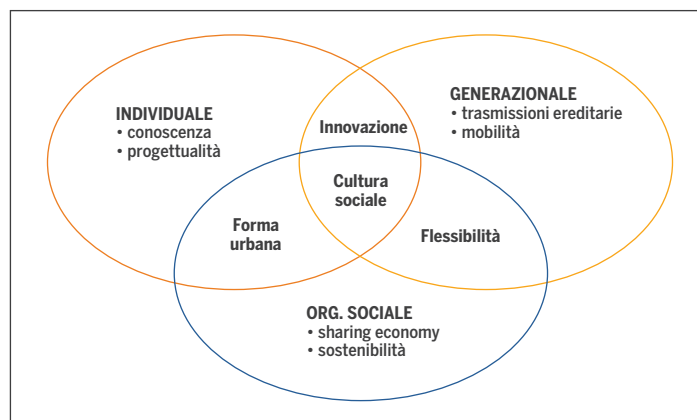 INDIVIDUALE
• conoscenza
• progettualità
GENERAZIONALE
• trasmissioni ereditarie
• mobilità
Innovazione
Cultura
sociale
Forma
urbana
Flessibilità
ORG. SOCIALE
• sharing economy
• sostenibilità